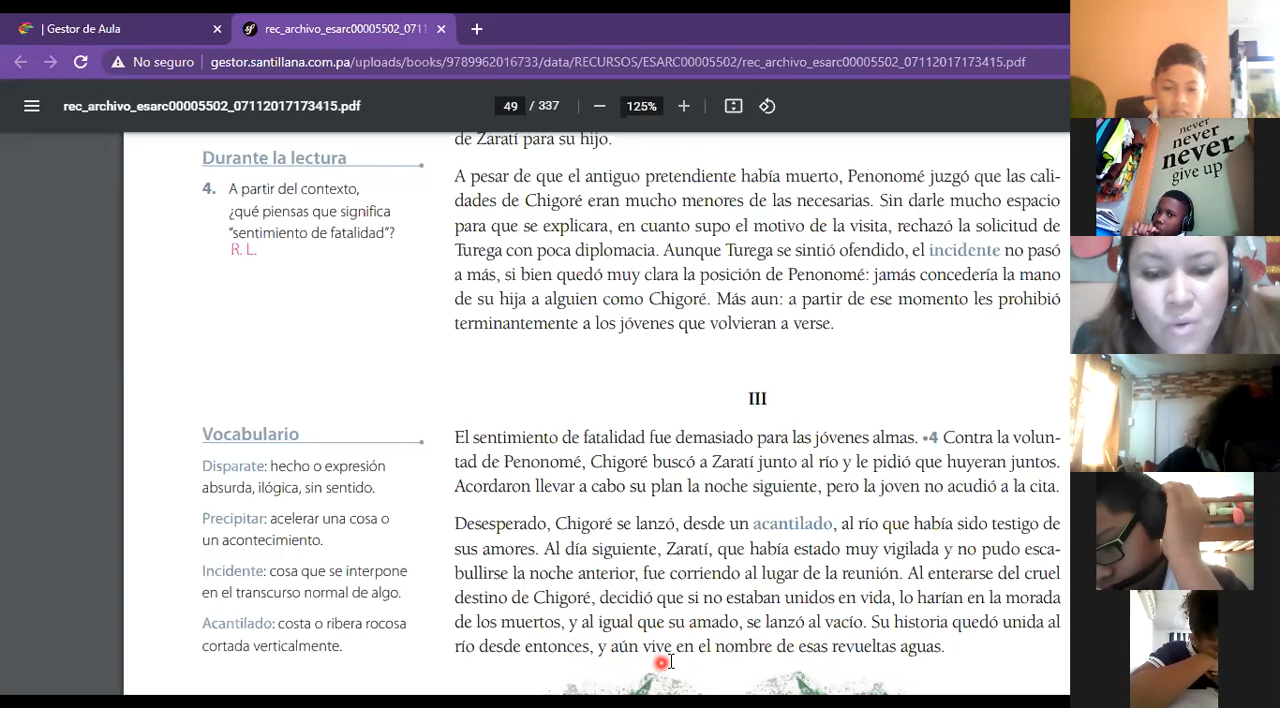 | Gestor de Aula
rec_archivo_esarc00005502_0711
No seguro
gestor.santillana.com.pa/uploads/books/9789962016733/data/RECURSOS/ESARC00005502/rec_archivo_esarc00005502_07112017173415.pdf
rec_archivo_esarc00005502_07112017173415.pdf
49 / 337
125%
Durante la lectura
4. A partir del contexto,
¿qué piensas que significa
“sentimiento de fatalidad”?
R. L.
Vocabulario
Disparate: hecho o expresión
absurda, ilógica, sin sentido.
Precipitar: acelerar una cosa o
un acontecimiento.
Incidente: cosa que se interpone
en el transcurso normal de algo.
Acantilado: costa o ribera rocosa
cortada verticalmente.
de Zaratí para su hijo.
A pesar de que el antiguo pretendiente había muerto, Penonomé juzgó que las cali-
dades de Chigoré eran mucho menores de las necesarias. Sin darle mucho espacio
para que se explicara, en cuanto supo el motivo de la visita, rechazó la solicitud de
Turega con poca diplomacia. Aunque Turega se sintió ofendido, el incidente no pasó
a más, si bien quedó muy clara la posición de Penonomé: jamás concedería la mano
de su hija a alguien como Chigoré. Más aun: a partir de ese momento les prohibió
terminantemente a los jóvenes que volvieran a verse.
III
El sentimiento de fatalidad fue demasiado para las jóvenes almas. •4 Contra la volun-
tad de Penonomé, Chigoré buscó a Zaratí junto al río y le pidió que huyeran juntos.
Acordaron llevar a cabo su plan la noche siguiente, pero la joven no acudió a la cita.
Desesperado, Chigoré se lanzó, desde un acantilado, al río que había sido testigo de
sus amores. Al día siguiente, Zaratí, que había estado muy vigilada y no pudo esca-
bullirse la noche anterior, fue corriendo al lugar de la reunión. Al enterarse del cruel
destino de Chigoré, decidió que si no estaban unidos en vida, lo harían en la morada
de los muertos, y al igual que su amado, se lanzó al vacío. Su historia quedó unida al
río desde entonces, y aún vive en el nombre de esas revueltas aguas.
never
never
never
give up